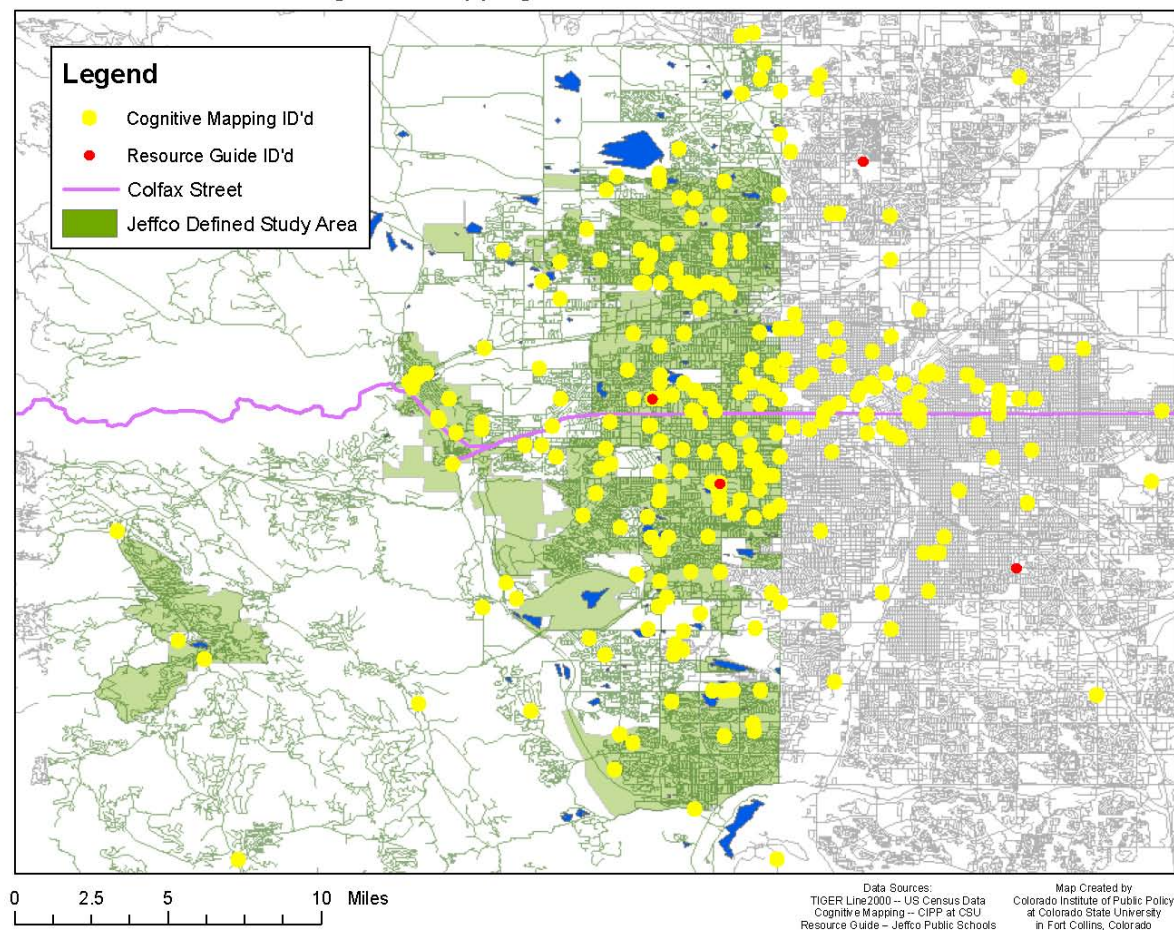 Legend
Cognitive Mapping ID'd
Resource Guide ID'd
Colfax Street
Jeffco Defined Study Area
0 2.5 5 10 Miles
Data Sources:
TIGER Line2000 -- US Census Data
Cognitive Mapping -- CIPP at CSU
Resource Guide – Jeffco Public Schools
Map Created by
Colorado Institute of Public Policy
at Colorado State University
in Fort Collins, Colorado